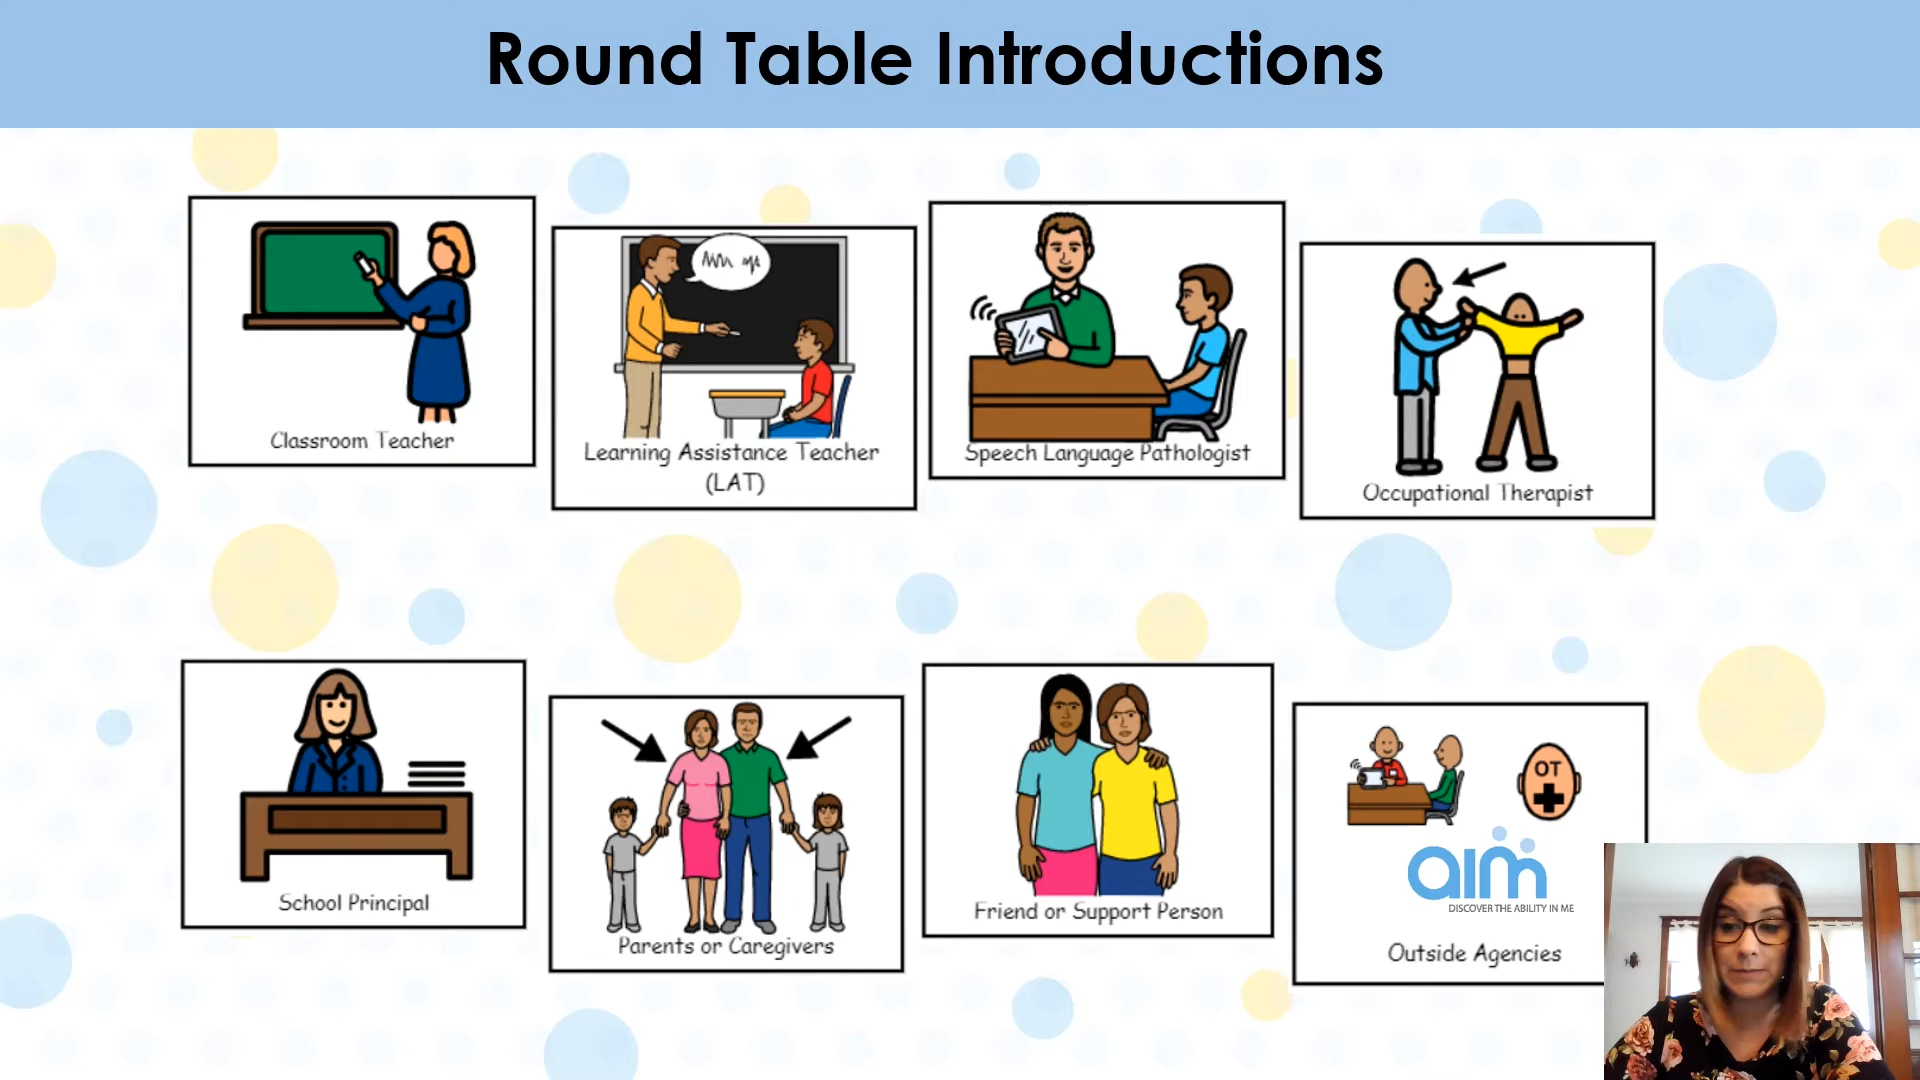 Round Table Introductions
Classroom Teacher
Learning Assistance Teacher
(LAT)
Speech Language Pathologist
Occupational Therapist
School Principal
Parents or Caregivers
Friend or Support Person
OT
aim
DISCOVER THE ABILITY IN ME
Outside Agencies